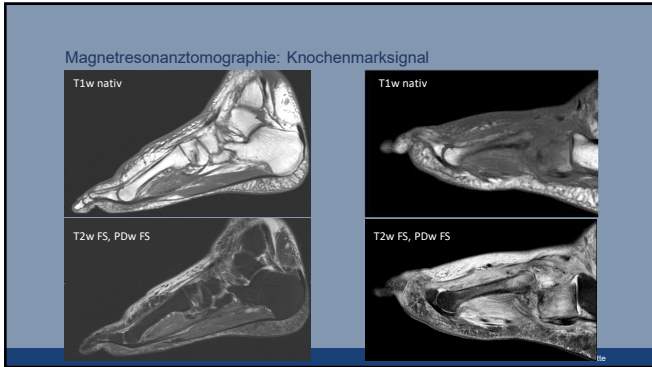 Magnetresonanztomographie: Knochenmarksignal
T1w nativ
T1w nativ
T2w FS, PDw FS
T2w FS, PDw FS